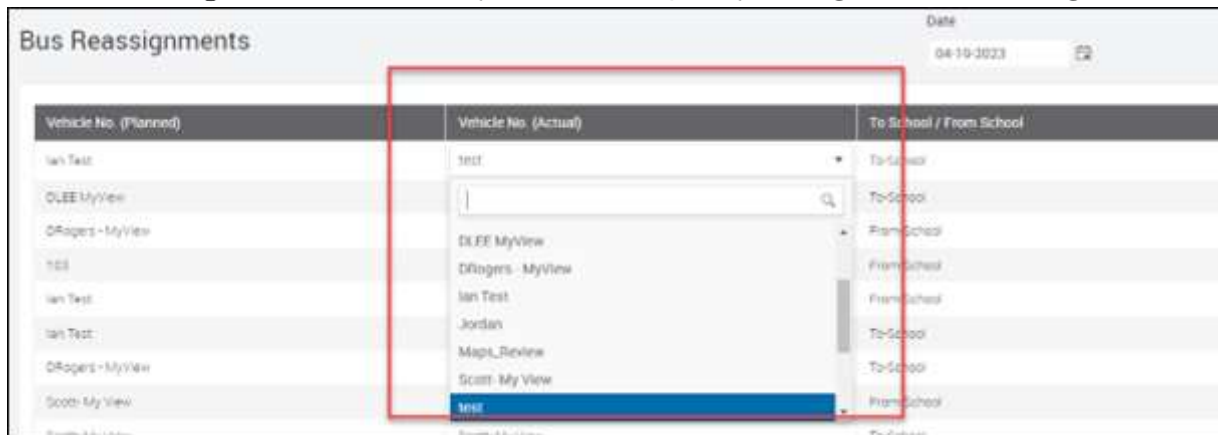 Date
Bus Reassignments
04-19-2023
Vehicle No. (Planned) Vehicle No. (Actual) To School / From School
Ian Test test To-School
DLEE MyView To-School
DRogers - MyView From School
DLEE MyView
103 From School
DRogers - MyView
Ian Test From School
Ian Test
Jordan
Ian Test To-School
Maps_Review
DRogers - MyView To-School
Scott- My View
Scott- My View From School
test